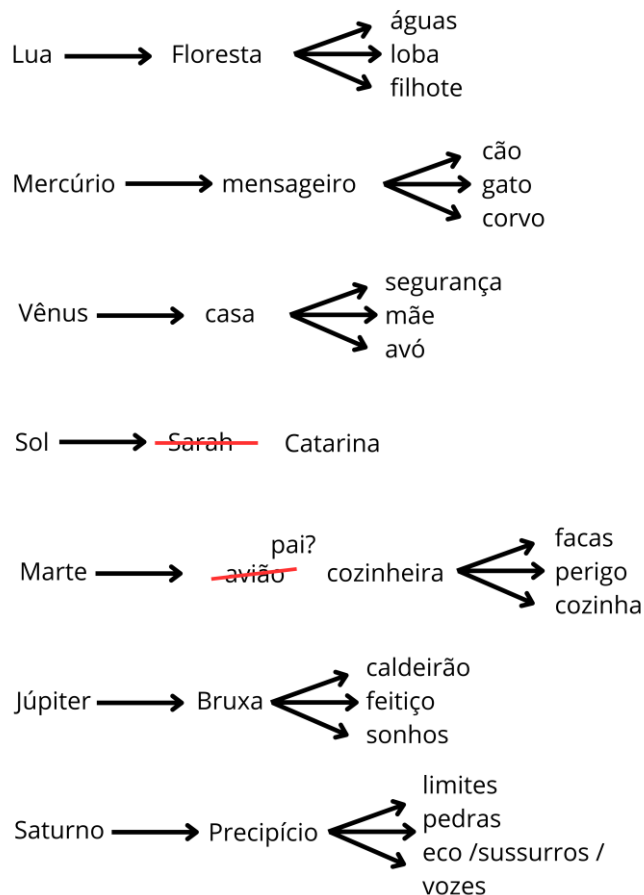 águas
Lua Floresta loba
filhote
cão
Mercúrio mensageiro gato
corvo
segurança
Vênus casa mãe
avó
Sol Sarah Catarina
pai? facas
Marte avião cozinheira perigo
cozinha
caldeirão
Júpiter Bruxa feitiço
sonhos
limites
pedras
Saturno Precipício
eco /sussurros /
vozes